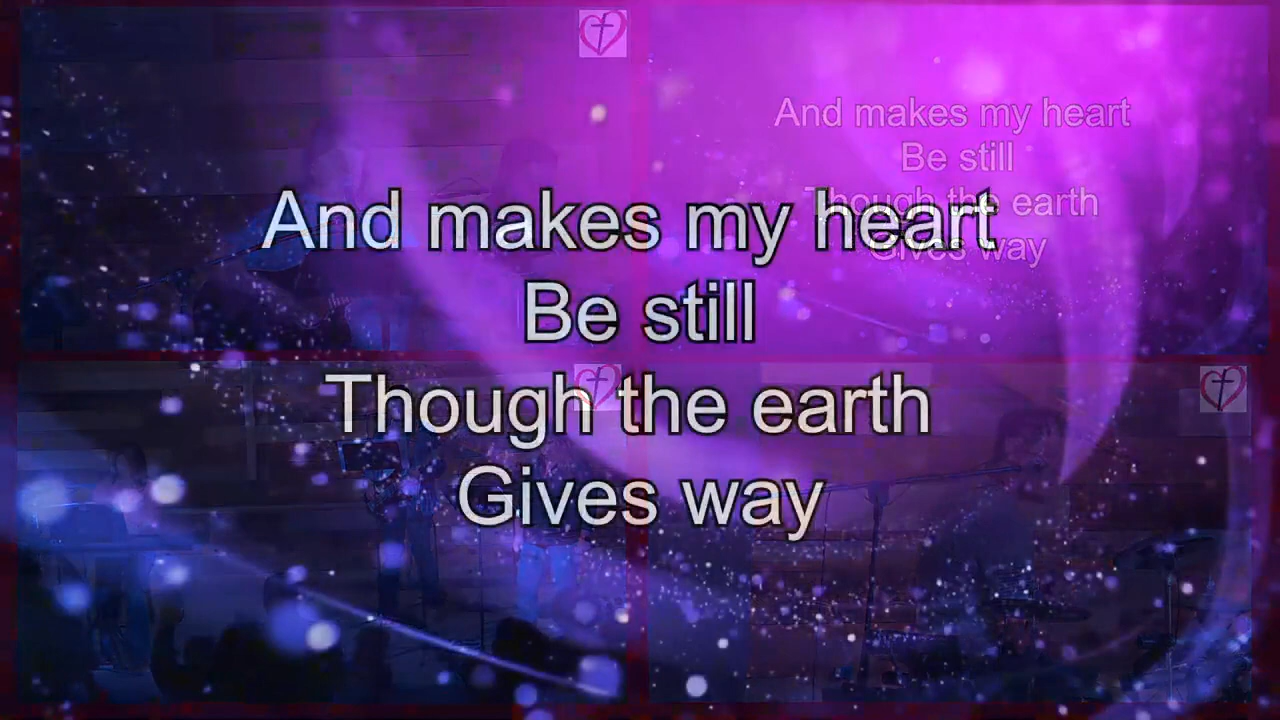 And makes my heart
Be still
Though the earth
Gives way
And makes my heart
Be still
Though the earth
Gives way